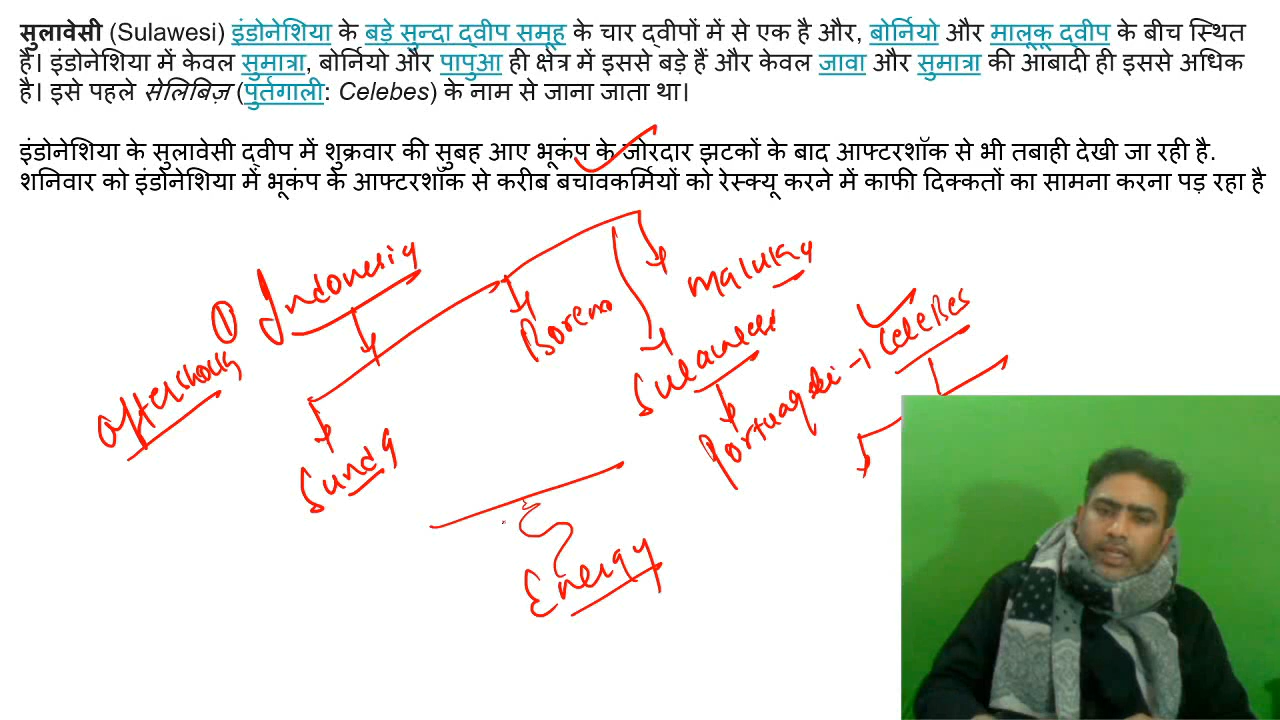 सुलावेसी (Sulawesi) इंडोनेशिया के बड़े सुन्दा द्वीप समूह के चार द्वीपों में से एक है और, बोर्नियो और मालूकू द्वीप के बीच स्थित
है। इंडोनेशिया में केवल सुमात्रा, बोर्नियो और पापुआ ही क्षेत्र में इससे बड़े हैं और केवल जावा और सुमात्रा की आबादी ही इससे अधिक
है। इसे पहले सेलिबिज़ (पुर्तगाली: Celebes) के नाम से जाना जाता था।
इंडोनेशिया के सुलावेसी द्वीप में शुक्रवार की सुबह आए भूकंप के जोरदार झटकों के बाद आफ्टरशॉक से भी तबाही देखी जा रही है.
शनिवार को इंडोनेशिया में भूकंप के आफ्टरशॉक से करीब बचावकर्मियों को रेस्क्यू करने में काफी दिक्कतों का सामना करना पड़ रहा है
① Indonesia
Maluku
Celebes
Sunda
Energy